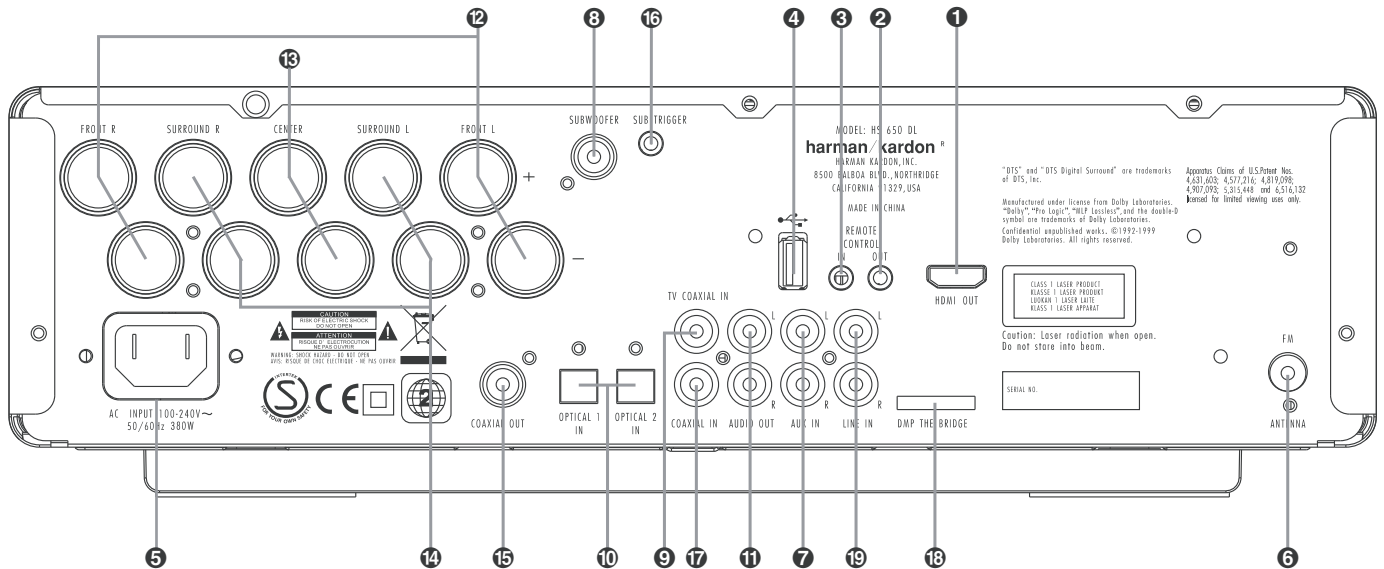 12
8
16
4
3
2
1
13
FRONT R
SURROUND R
CENTER
SURROUND L
FRONT L
SUBWOOFER
SUB TRIGGER
+
−
MODEL: HS 650 DL
harman/kardon R
HARMAN KARDON,INC.
8500 BALBOA BLVD.,NORTHRIDGE
CALIFORNIA 91329,USA
MADE IN CHINA
REMOTE
CONTROL
IN
OUT
HDMI OUT
"DTS" and "DTS Digital Surround" are trademarks
of DTS, Inc.
Manufactured under license from Dolby Laboratories.
"Dolby", "Pro Logic", "MLP Lossless", and the double-D
symbol are trademarks of Dolby Laboratories.
Confidential unpublished works. ©1992-1999
Dolby Laboratories. All rights reserved.
Apparatus Claims of U.S.Patent Nos.
4,631,603; 4,577,216; 4,819,098;
4,907,093; 5,315,448 and 6,516,132
licensed for limited viewing uses only.
CLASS 1 LASER PRODUCT
KLASSE 1 LASER PRODUKT
LUOKAN 1 LASER LAITE
KLASS 1 LASER APPARAT
Caution: Laser radiation when open.
Do not store into beam.
SERIAL NO.
FM
ANTENNA
CAUTION
RISK OF ELECTRIC SHOCK
DO NOT OPEN
ATTENTION
RISQUE D' ELECTROCUTION
NE PAS OUVRIR
WARNING: SHOCK HAZARD - DO NOT OPEN
AVIS: RISQUE DE CHOC ELECTRIQUE - NE PAS OUVRIR
INTERTEK
S
FOR YOUR OWN SAFETY
CE
2
AC INPUT 100-240V~
50/60Hz 380W
COAXIAL OUT
OPTICAL 1
IN
OPTICAL 2
IN
TV COAXIAL IN
L
L
L
R
R
R
COAXIAL IN
AUDIO OUT
AUX IN
LINE IN
DMP THE BRIDGE
5
14
15
10
9
17
11
7
19
18
6